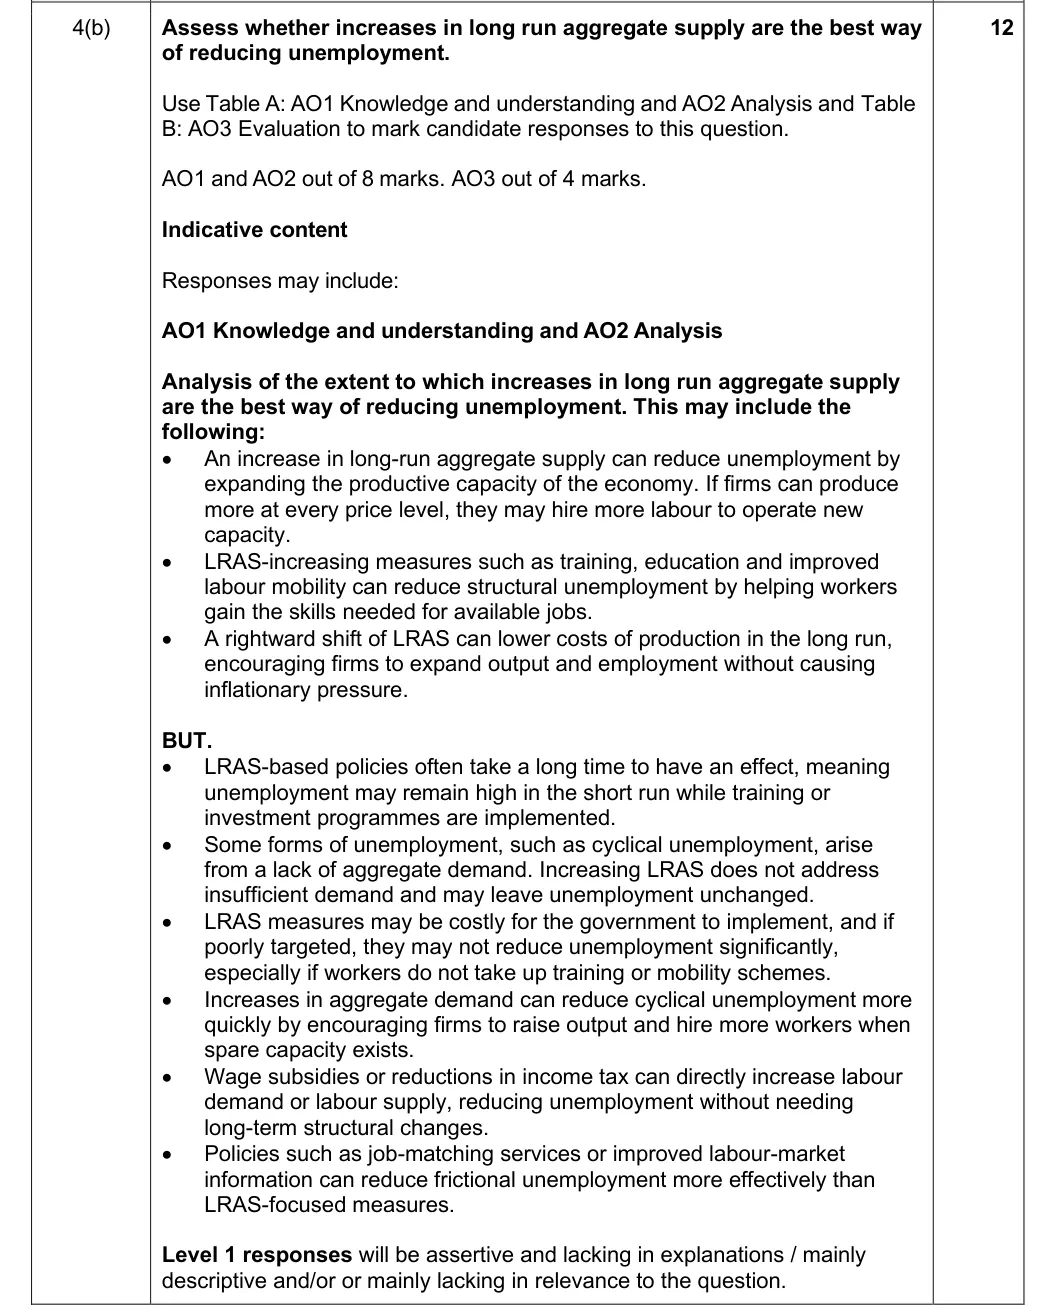 4(b)
Assess whether increases in long run aggregate supply are the best way
of reducing unemployment.
12
Use Table A: AO1 Knowledge and understanding and AO2 Analysis and Table
B: AO3 Evaluation to mark candidate responses to this question.
AO1 and AO2 out of 8 marks. AO3 out of 4 marks.
Indicative content
Responses may include:
AO1 Knowledge and understanding and AO2 Analysis
Analysis of the extent to which increases in long run aggregate supply
are the best way of reducing unemployment. This may include the
following:
• An increase in long-run aggregate supply can reduce unemployment by
expanding the productive capacity of the economy. If firms can produce
more at every price level, they may hire more labour to operate new
capacity.
• LRAS-increasing measures such as training, education and improved
labour mobility can reduce structural unemployment by helping workers
gain the skills needed for available jobs.
• A rightward shift of LRAS can lower costs of production in the long run,
encouraging firms to expand output and employment without causing
inflationary pressure.
BUT.
• LRAS-based policies often take a long time to have an effect, meaning
unemployment may remain high in the short run while training or
investment programmes are implemented.
• Some forms of unemployment, such as cyclical unemployment, arise
from a lack of aggregate demand. Increasing LRAS does not address
insufficient demand and may leave unemployment unchanged.
• LRAS measures may be costly for the government to implement, and if
poorly targeted, they may not reduce unemployment significantly,
especially if workers do not take up training or mobility schemes.
• Increases in aggregate demand can reduce cyclical unemployment more
quickly by encouraging firms to raise output and hire more workers when
spare capacity exists.
• Wage subsidies or reductions in income tax can directly increase labour
demand or labour supply, reducing unemployment without needing
long-term structural changes.
• Policies such as job-matching services or improved labour-market
information can reduce frictional unemployment more effectively than
LRAS-focused measures.
Level 1 responses will be assertive and lacking in explanations / mainly
descriptive and/or or mainly lacking in relevance to the question.